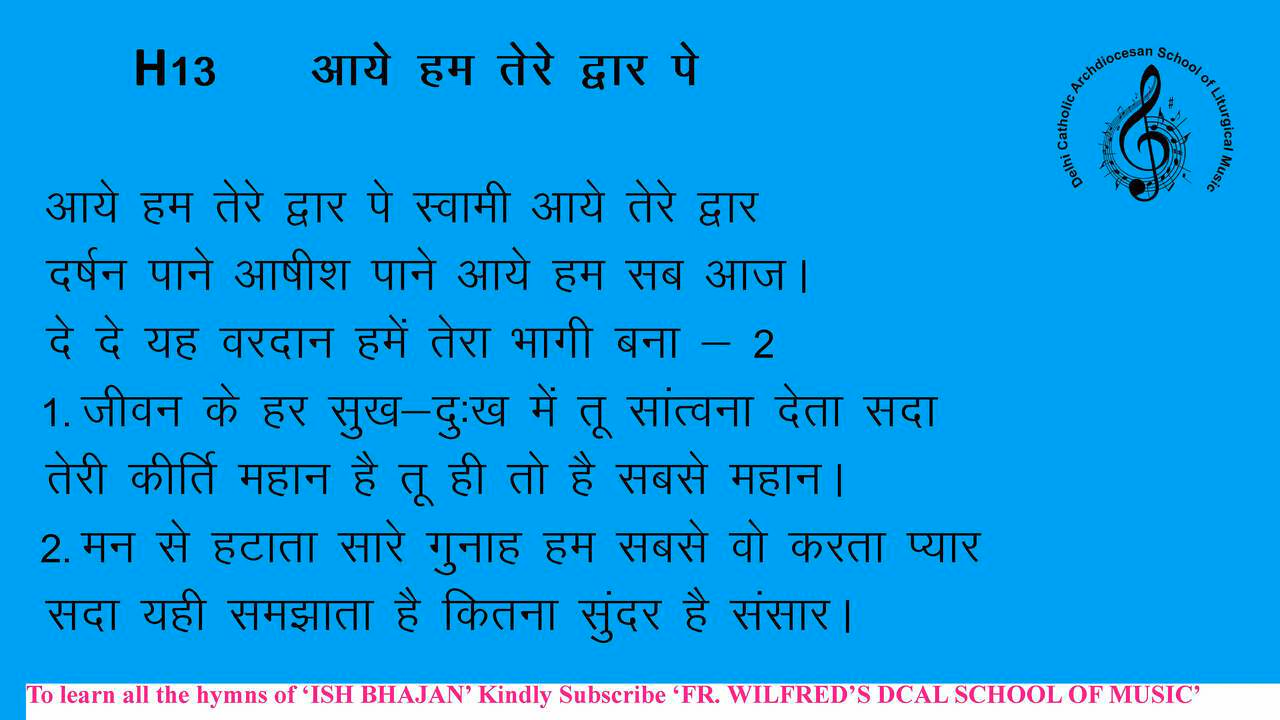 H13 आये हम तेरे द्वार पे
Delhi Catholic Archdiocesan School of Liturgical Music
आये हम तेरे द्वार पे स्वामी आये तेरे द्वार
दर्षन पाने आषीश पाने आये हम सब आज।
दे दे यह वरदान हमें तेरा भागी बना – 2
1. जीवन के हर सुख–दुःख में तू सांत्वना देता सदा
तेरी कीर्ति महान है तू ही तो है सबसे महान।
2. मन से हटाता सारे गुनाह हम सबसे वो करता प्यार
सदा यही समझाता है कितना सुंदर है संसार।
To learn all the hymns of ‘ISH BHAJAN’ Kindly Subscribe ‘FR. WILFRED’S DCAL SCHOOL OF MUSIC’